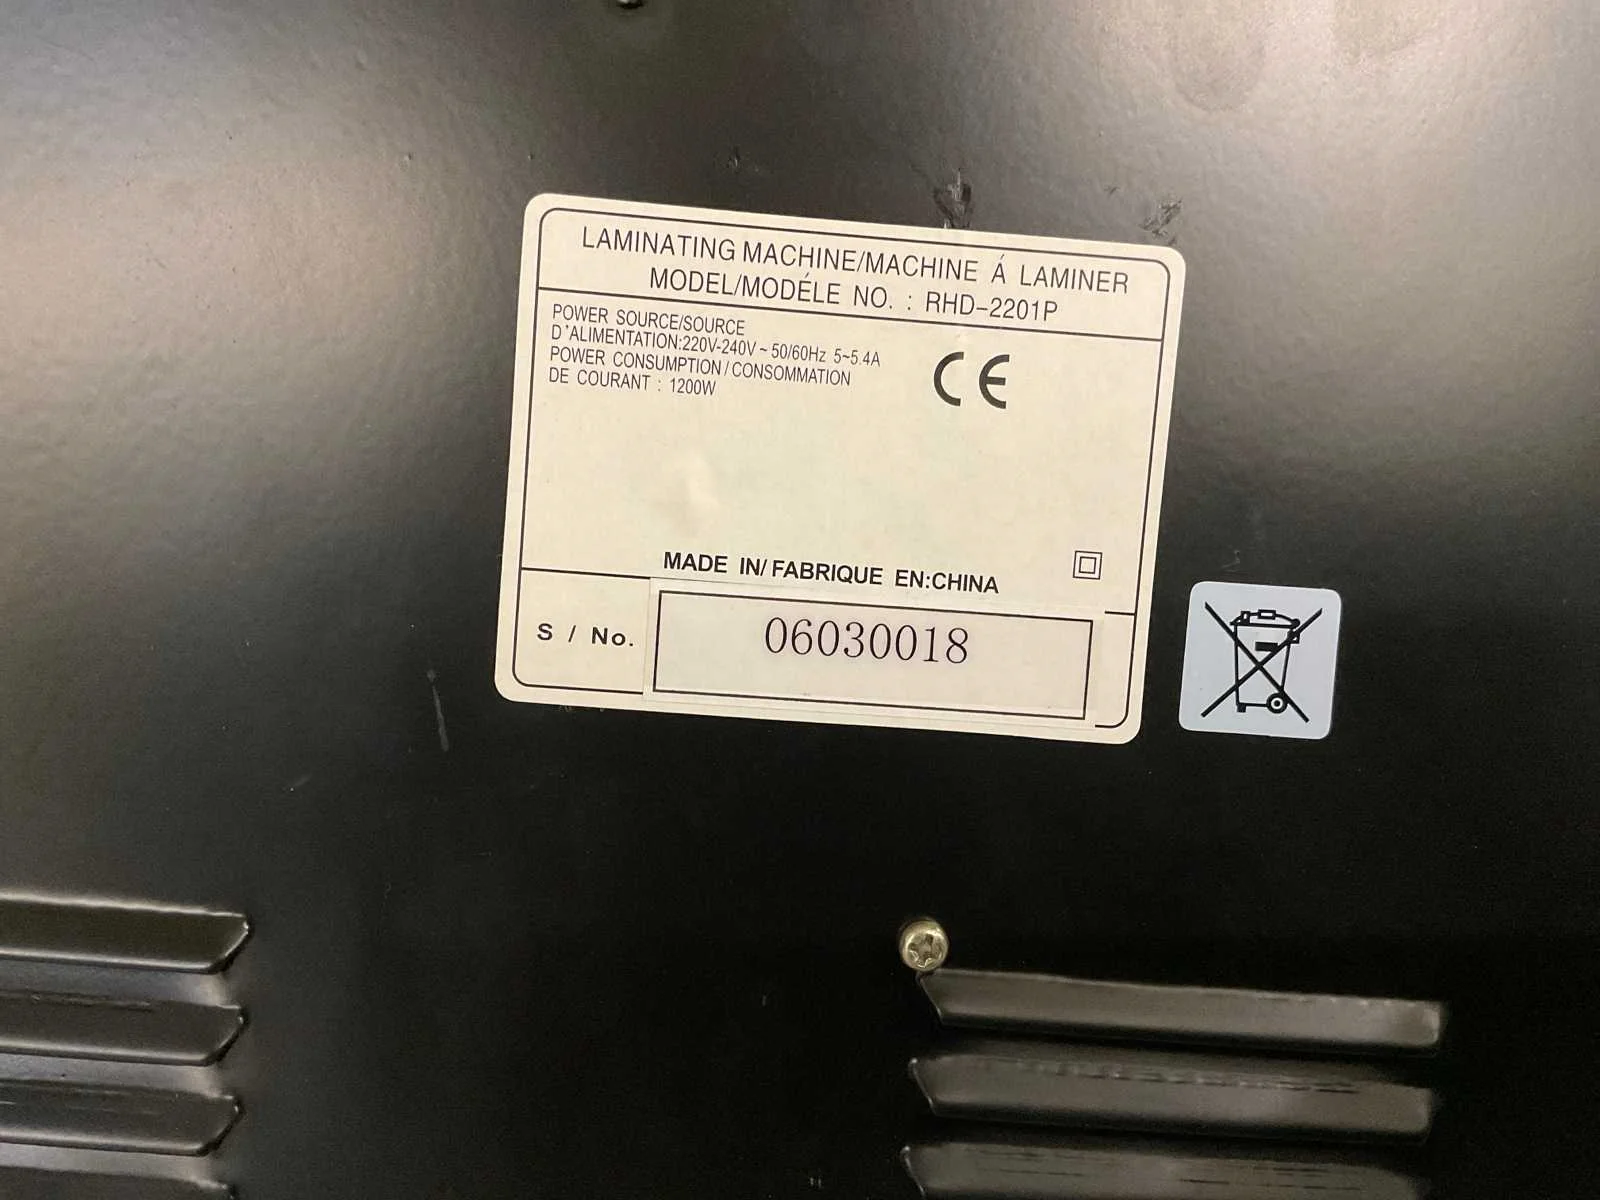 LAMINATING MACHINE/MACHINE Á LAMINER
MODEL/MODÉLE NO. : RHD-2201P
POWER SOURCE/SOURCE
D'ALIMENTATION:220V-240V~50/60Hz 5~5.4A
POWER CONSUMPTION/CONSOMMATION
DE COURANT : 1200W
CE
MADE IN/FABRIQUE EN:CHINA
S / No. 06030018